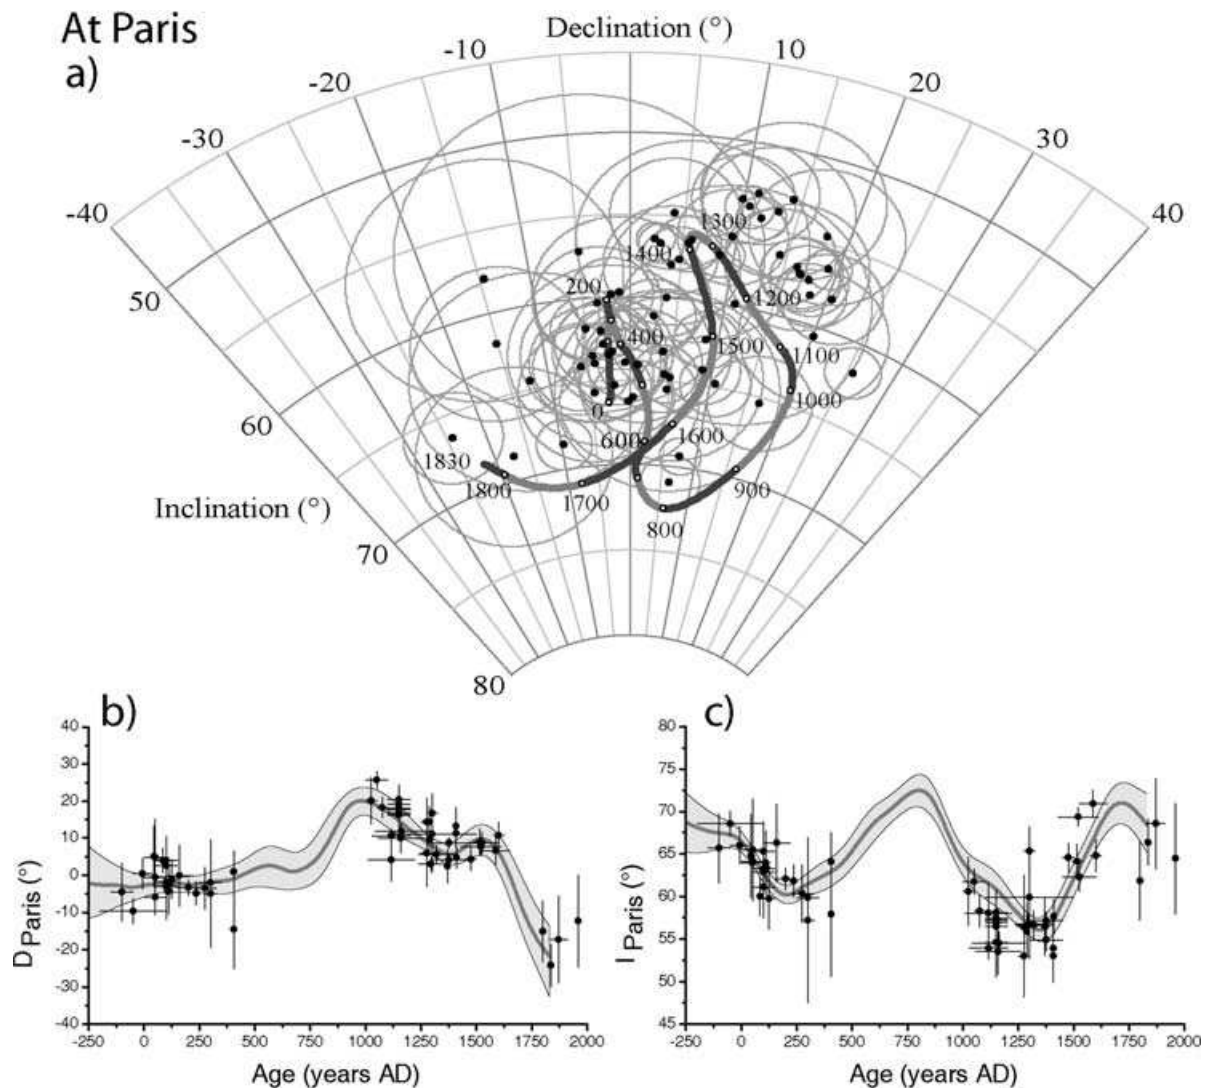 At Paris
a)
Declination (°)
-40 -30 -20 -10 10 20 30 40
50
60
70
80
Inclination (°)
0
200
400
600
800
900
1000
1100
1200
1300
1400
1500
1600
1700
1800
1830
b)
D Paris (°)
40
30
20
10
0
-10
-20
-30
-40
-250 0 250 500 750 1000 1250 1500 1750 2000
Age (years AD)
c)
I Paris (°)
80
75
70
65
60
55
50
45
-250 0 250 500 750 1000 1250 1500 1750 2000
Age (years AD)